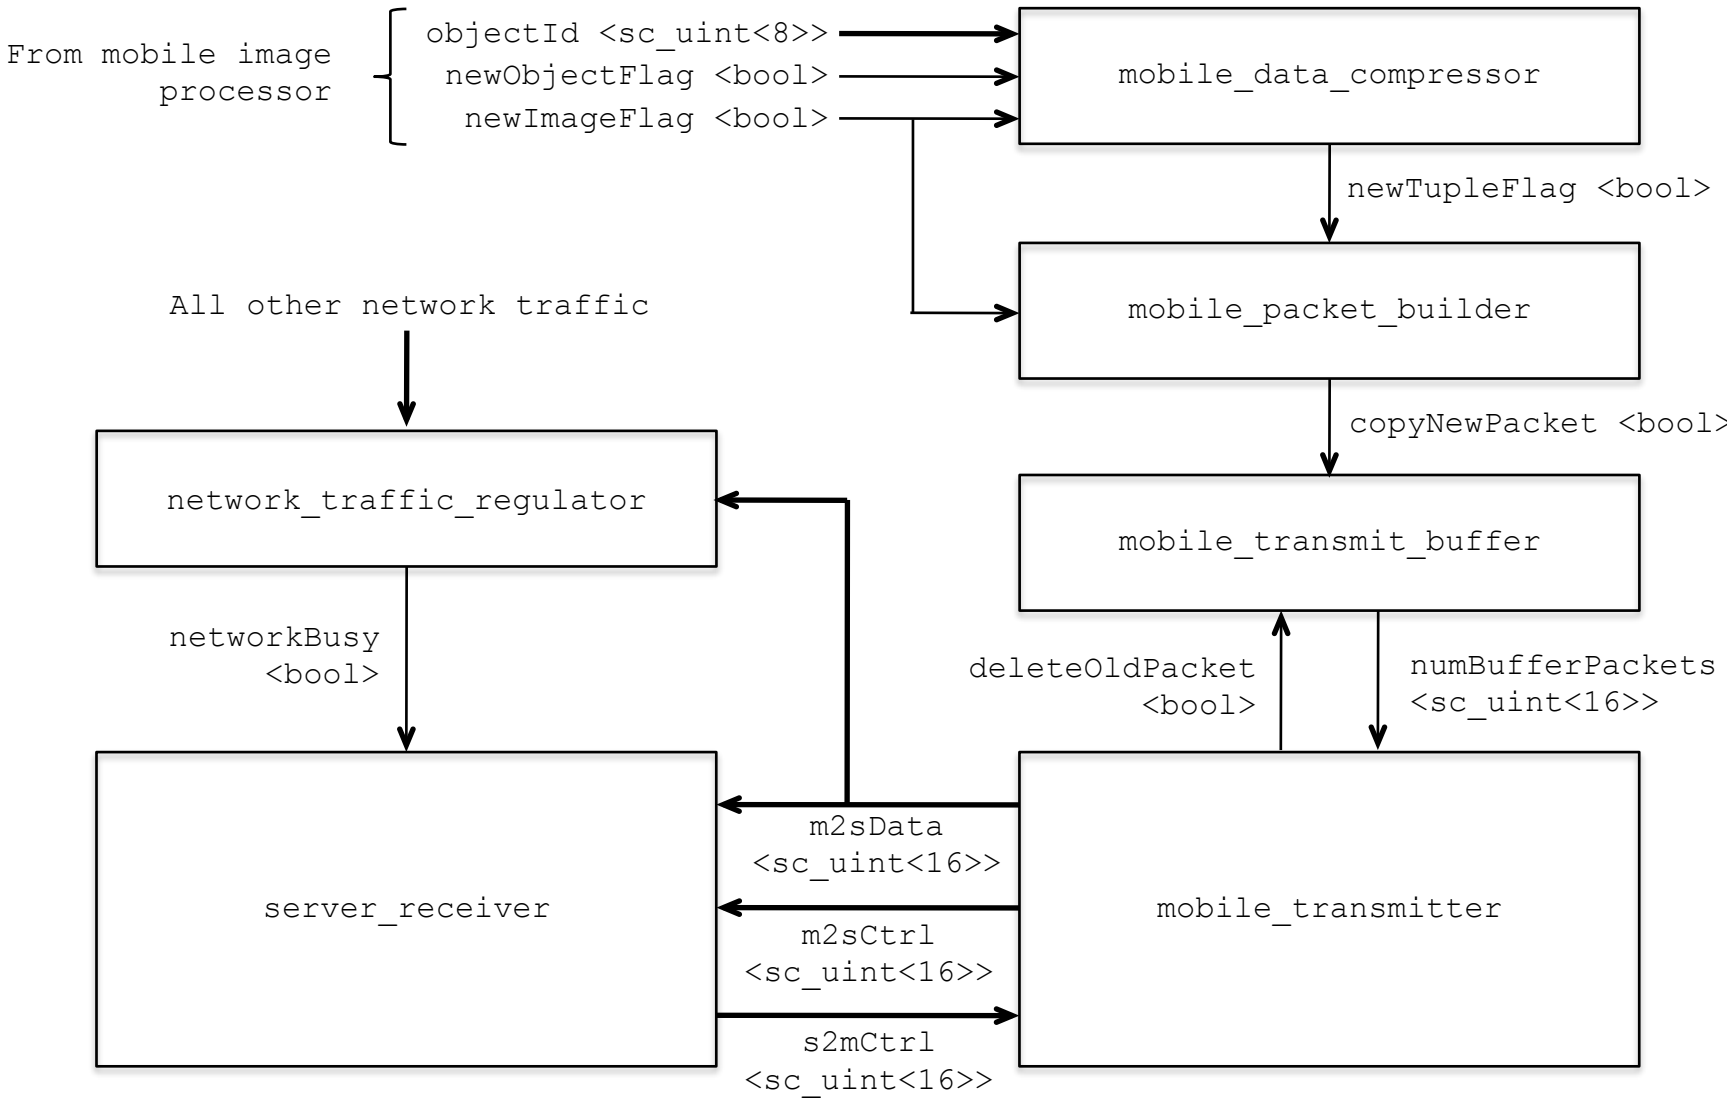 From mobile image
processor
objectId <sc_uint<8>>
newObjectFlag <bool>
newImageFlag <bool>
mobile_data_compressor
newTupleFlag <bool>
mobile_packet_builder
All other network traffic
copyNewPacket <bool>
network_traffic_regulator
mobile_transmit_buffer
networkBusy
<bool>
deleteOldPacket
<bool>
numBufferPackets
<sc_uint<16>>
m2sData
<sc_uint<16>>
server_receiver
mobile_transmitter
m2sCtrl
<sc_uint<16>>
s2mCtrl
<sc_uint<16>>